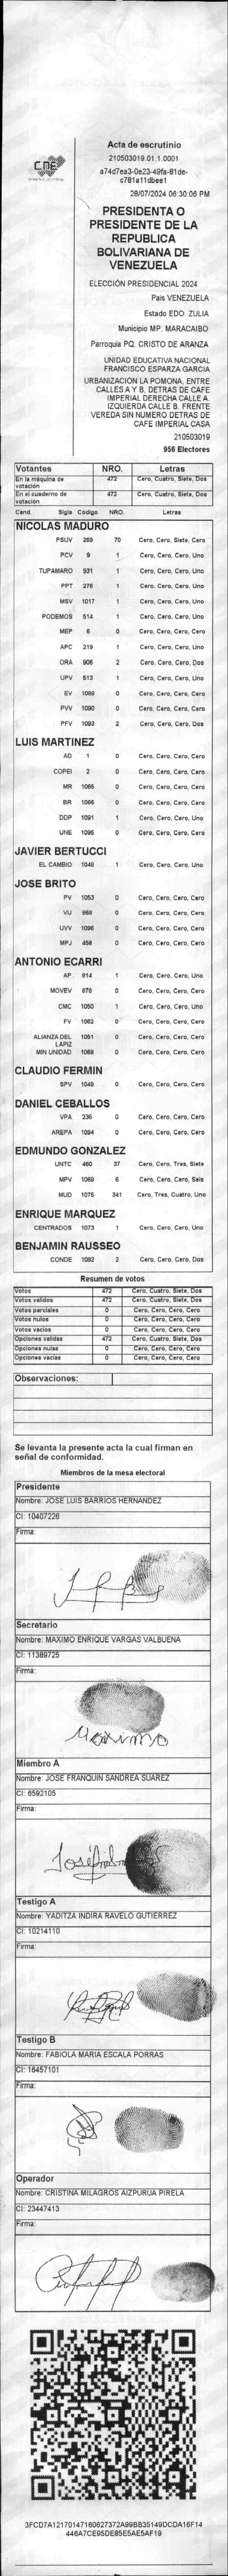 CNE
Acta de escrutinio
210503019.01.1.0001
a74d7ea3-0e23-49fa-81de-
c781a11dbee1
28/07/2024 06:30:06 PM
PRESIDENTA O
PRESIDENTE DE LA
REPUBLICA
BOLIVARIANA DE
VENEZUELA
ELECCIÓN PRESIDENCIAL 2024
Pais VENEZUELA
Estado EDO. ZULIA
Municipio MP. MARACAIBO
Parroquia PQ. CRISTO DE ARANZA
UNIDAD EDUCATIVA NACIONAL
FRANCISCO ESPARZA GARCIA
URBANIZACION LA POMONA, ENTRE
CALLES A Y B. DETRAS DE CAFE
IMPERIAL DERECHA CALLE A.
IZQUIERDA CALLE B. FRENTE
VEREDA SIN NUMERO DETRAS DE
CAFE IMPERIAL CASA
210503019
956 Electores
Votantes NRO. Letras
En la máquina de votación 472 Cero, Cuatro, Siete, Dos
En el cuaderno de votación 472 Cero, Cuatro, Siete, Dos
Cand. Sigla Código NRO. Letras
NICOLAS MADURO
PSUV 269 70 Cero, Cero, Siete, Cero
PCV 9 1 Cero, Cero, Cero, Uno
TUPAMARO 931 1 Cero, Cero, Cero, Uno
PPT 276 1 Cero, Cero, Cero, Uno
MSV 1017 1 Cero, Cero, Cero, Uno
PODEMOS 514 1 Cero, Cero, Cero, Uno
MEP 6 0 Cero, Cero, Cero, Cero
APC 219 1 Cero, Cero, Cero, Uno
ORA 906 2 Cero, Cero, Cero, Dos
UPV 513 1 Cero, Cero, Cero, Uno
EV 1089 0 Cero, Cero, Cero, Cero
PVV 1090 0 Cero, Cero, Cero, Cero
PFV 1093 2 Cero, Cero, Cero, Dos
LUIS MARTINEZ
AD 1 0 Cero, Cero, Cero, Cero
COPEI 2 0 Cero, Cero, Cero, Cero
MR 1065 0 Cero, Cero, Cero, Cero
BR 1066 0 Cero, Cero, Cero, Cero
DDP 1091 1 Cero, Cero, Cero, Uno
UNE 1095 0 Cero, Cero, Cero, Cero
JAVIER BERTUCCI
EL CAMBIO 1048 1 Cero, Cero, Cero, Uno
JOSE BRITO
PV 1053 0 Cero, Cero, Cero, Cero
VU 868 0 Cero, Cero, Cero, Cero
UVV 1096 0 Cero, Cero, Cero, Cero
MPJ 458 0 Cero, Cero, Cero, Cero
ANTONIO ECARRI
AP 914 1 Cero, Cero, Cero, Uno
MOVEV 878 0 Cero, Cero, Cero, Cero
CMC 1050 1 Cero, Cero, Cero, Uno
FV 1062 0 Cero, Cero, Cero, Cero
ALIANZA DEL LAPIZ 1051 0 Cero, Cero, Cero, Cero
MIN UNIDAD 1068 0 Cero, Cero, Cero, Cero
CLAUDIO FERMIN
SPV 1049 0 Cero, Cero, Cero, Cero
DANIEL CEBALLOS
VPA 236 0 Cero, Cero, Cero, Cero
AREPA 1094 0 Cero, Cero, Cero, Cero
EDMUNDO GONZALEZ
UNTC 460 37 Cero, Cero, Tres, Siete
MPV 1069 6 Cero, Cero, Cero, Seis
MUD 1075 341 Cero, Tres, Cuatro, Uno
ENRIQUE MARQUEZ
CENTRADOS 1073 1 Cero, Cero, Cero, Uno
BENJAMIN RAUSSEO
CONDE 1092 2 Cero, Cero, Cero, Dos
Resumen de votos
Votos 472 Cero, Cuatro, Siete, Dos
Votos validos 472 Cero, Cuatro, Siete, Dos
Votos parciales 0 Cero, Cero, Cero, Cero
Votos nulos 0 Cero, Cero, Cero, Cero
Votos vacios 0 Cero, Cero, Cero, Cero
Opciones validas 472 Cero, Cuatro, Siete, Dos
Opciones nulas 0 Cero, Cero, Cero, Cero
Opciones vacias 0 Cero, Cero, Cero, Cero
Observaciones:
Se levanta la presente acta la cual firman en
señal de conformidad.
Miembros de la mesa electoral
Presidente
Nombre: JOSE LUIS BARRIOS HERNANDEZ
CI: 10407226
Firma:
Secretario
Nombre: MAXIMO ENRIQUE VARGAS VALBUENA
CI: 11389725
Firma:
Maximo
Miembro A
Nombre: JOSE FRANQUIN SANDREA SUAREZ
CI: 6592105
Firma:
Testigo A
Nombre: YADITZA INDIRA RAVELO GUTIERREZ
CI: 10214110
Firma:
Testigo B
Nombre: FABIOLA MARIA ESCALA PORRAS
CI: 16457101
Firma:
Operador
Nombre: CRISTINA MILAGROS AIZPURUA PIRELA
CI: 23447413
Firma:
3FCD7A12170147160627372A99BB35149DCDA16F14
446A7CE95DE85E5AE5AF19